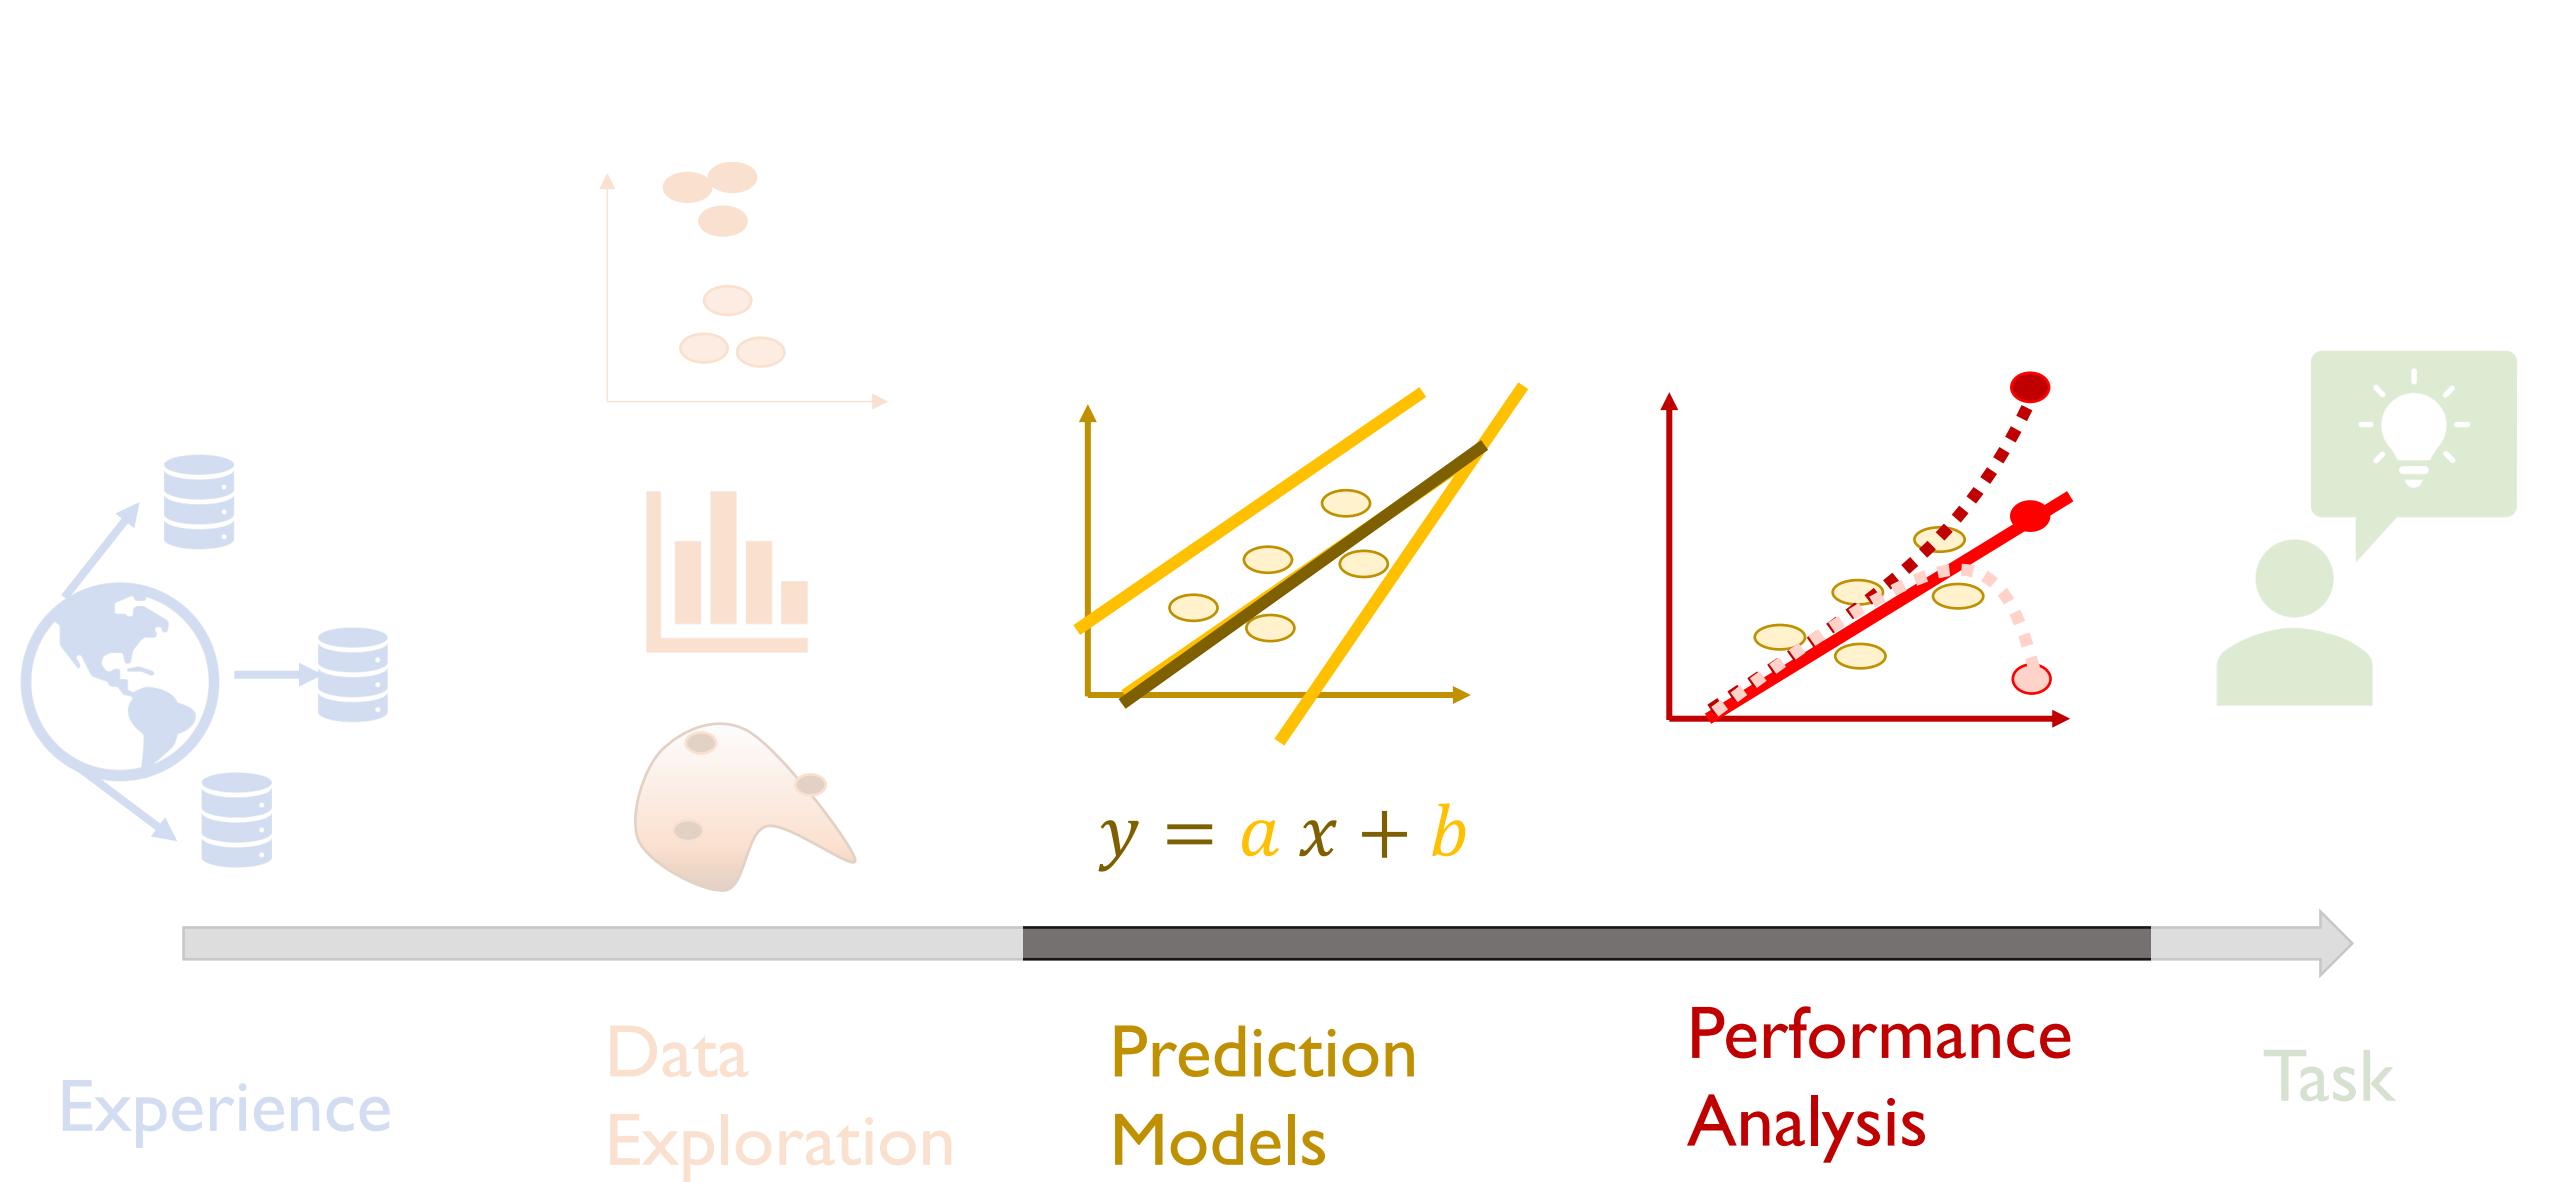 y = a x + b
Experience
Data
Exploration
Prediction
Models
Performance
Analysis
Task